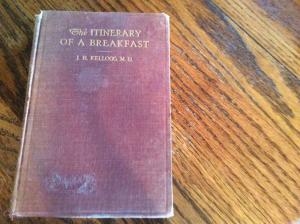 The ITINERARY
OF A BREAKFAST
J. H. KELLOGG, M. D.